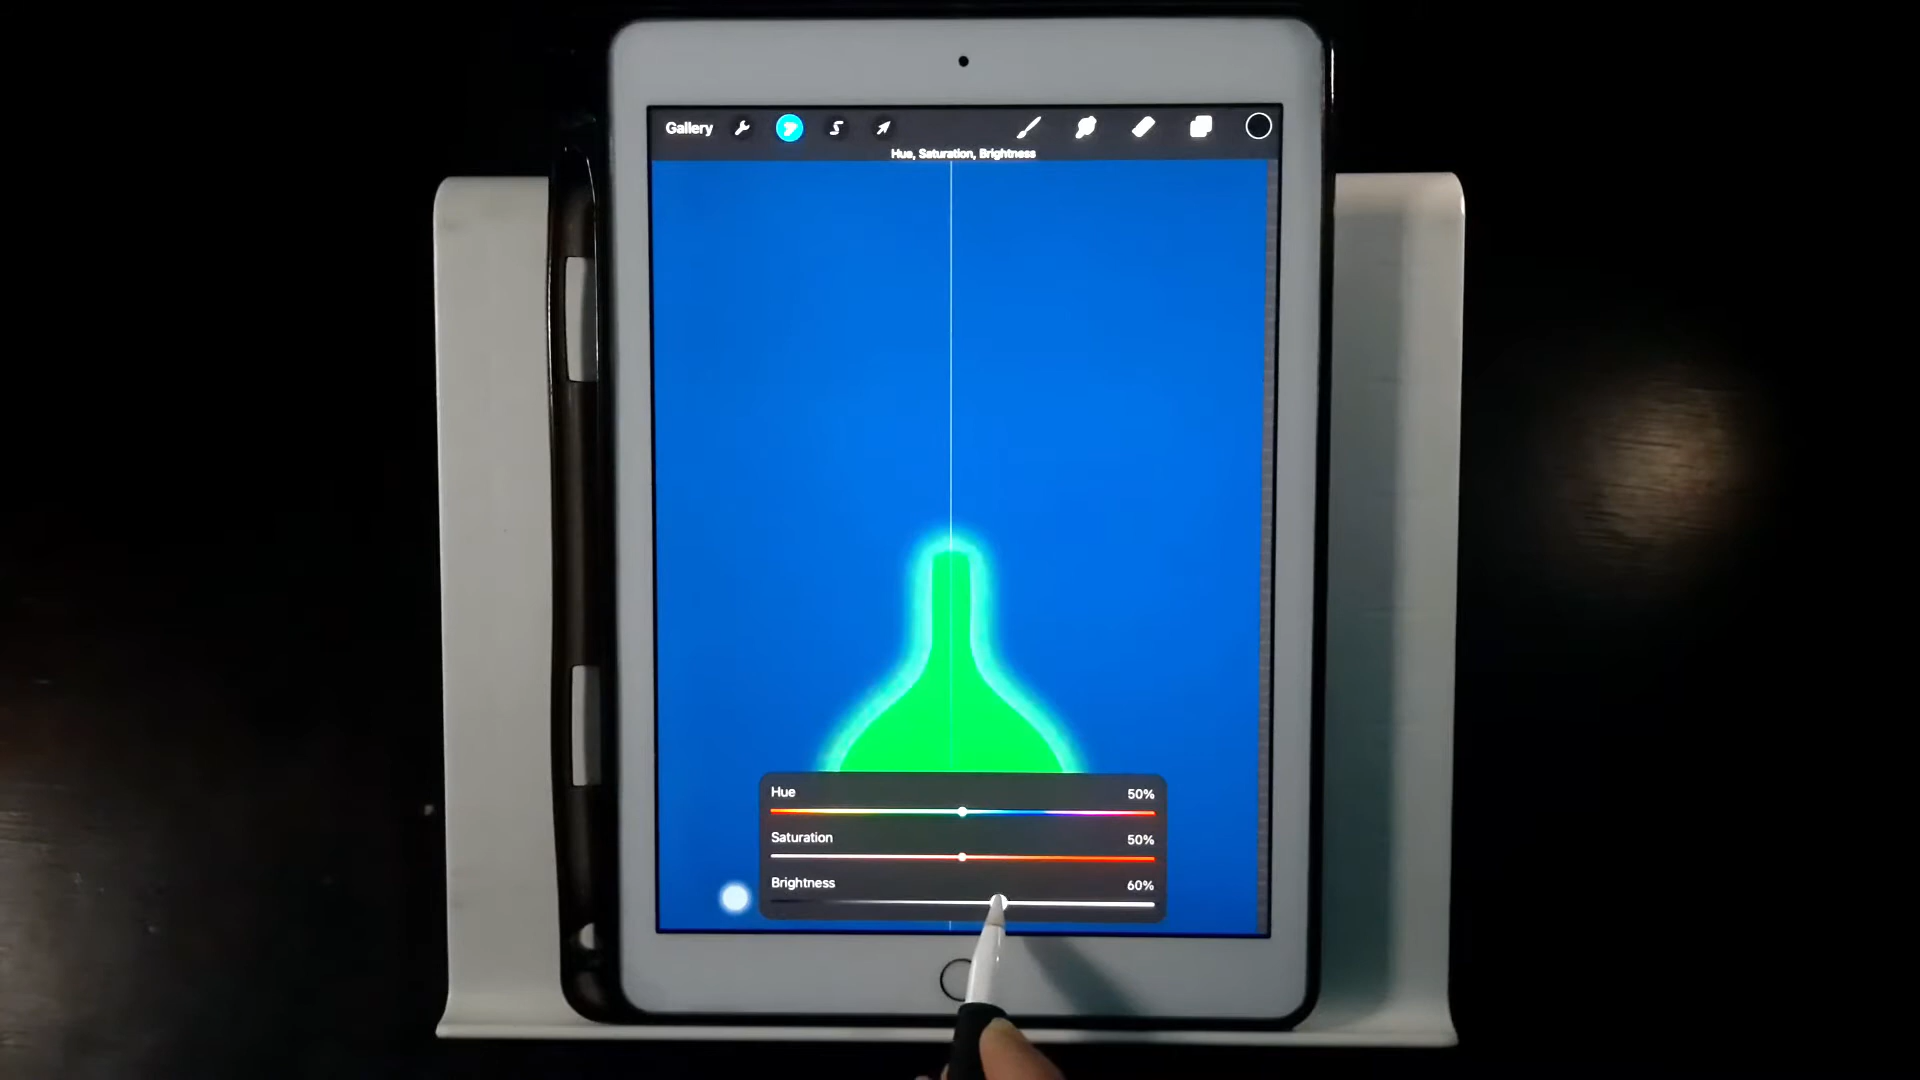 Gallery
Hue, Saturation, Brightness
Hue 50%
Saturation 50%
Brightness 60%